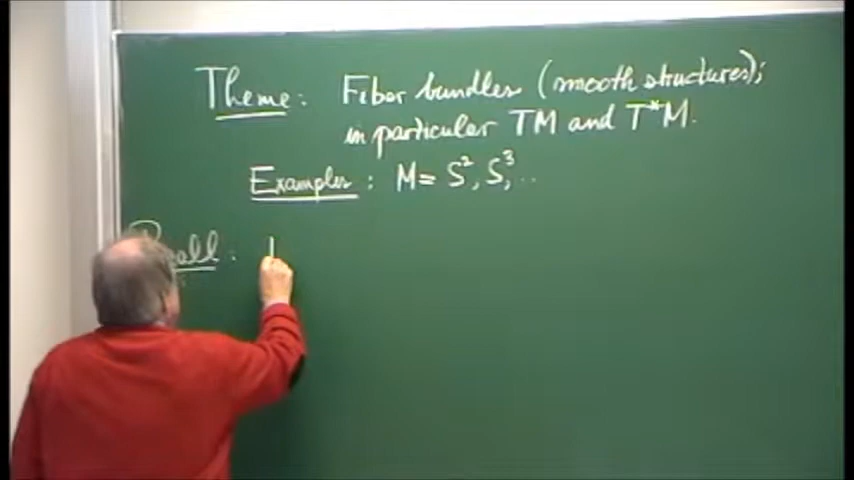 Theme: Fiber bundles (smooth structures);
in particular TM and T*M.
Examples: M = S², S³, ..
Recall: